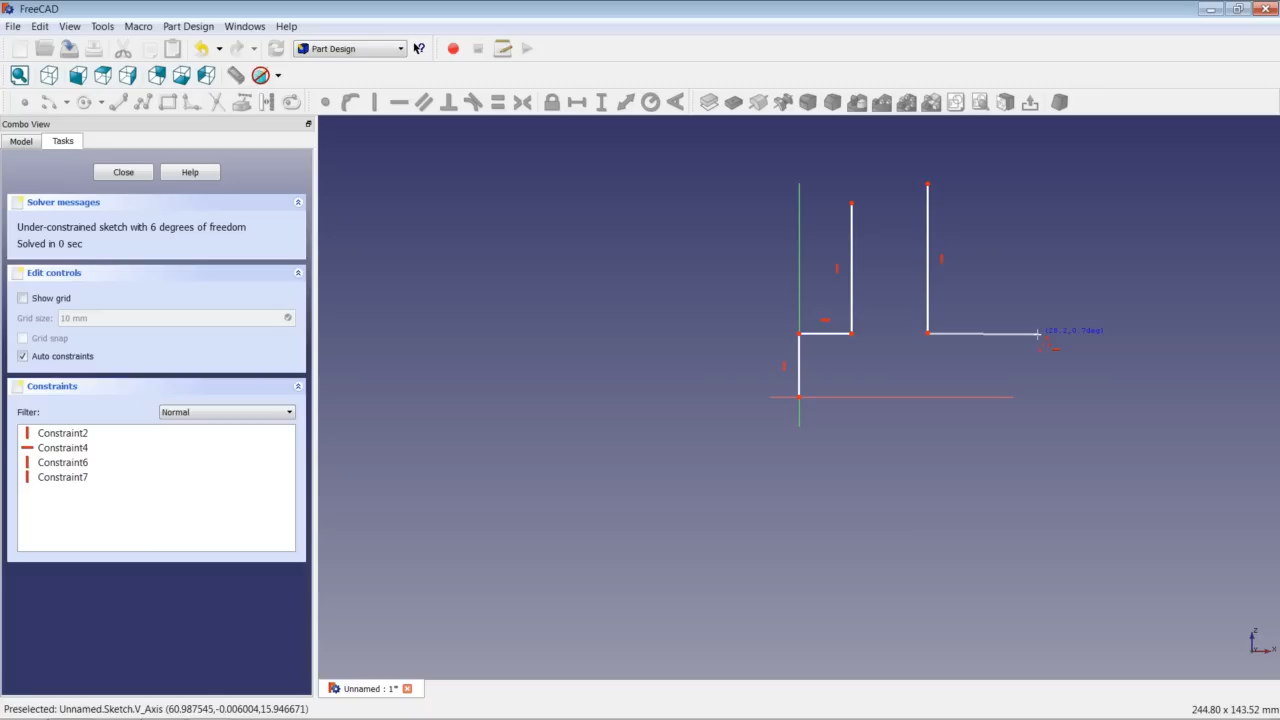 FreeCAD
File Edit View Tools Macro Part Design Windows Help
Part Design
Combo View
Model Tasks
Close Help
Solver messages
Under-constrained sketch with 6 degrees of freedom
Solved in 0 sec
Edit controls
Show grid
Grid size: 10 mm
Grid snap
Auto constraints
Constraints
Filter: Normal
Constraint2
Constraint4
Constraint6
Constraint7
Z
X
Unnamed : 1*
Preselected: Unnamed.Sketch.V_Axis (60.987545,-0.006004,15.946671)
244.80 x 143.52 mm